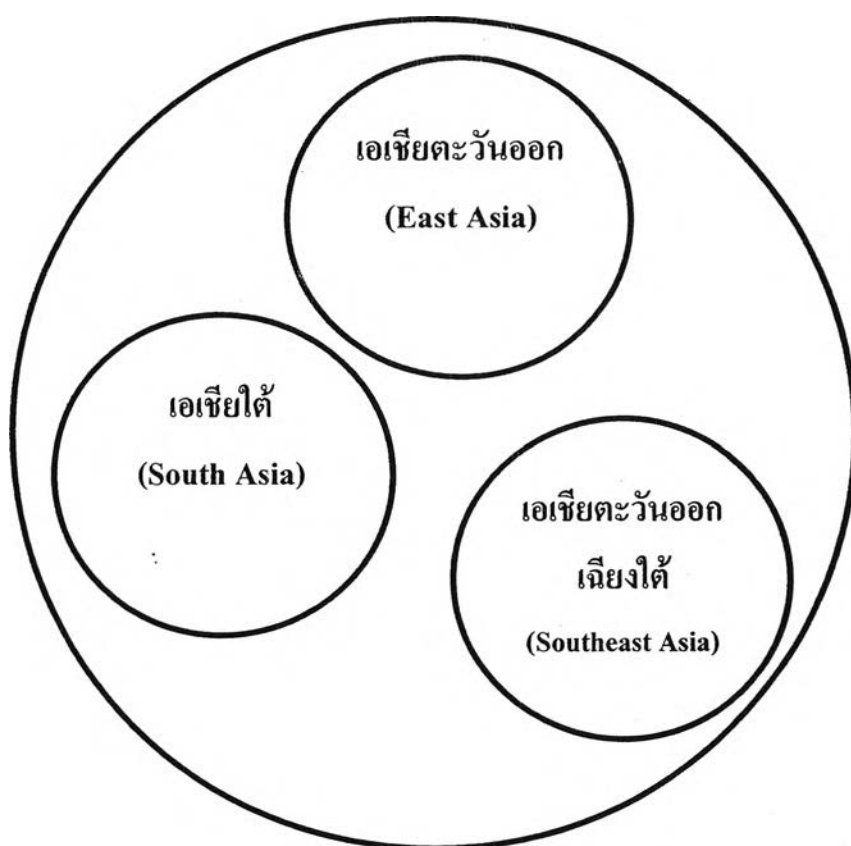 เอเชียตะวันออก
(East Asia)
เอเชียใต้
(South Asia)
เอเชียตะวันออก
เฉียงใต้
(Southeast Asia)